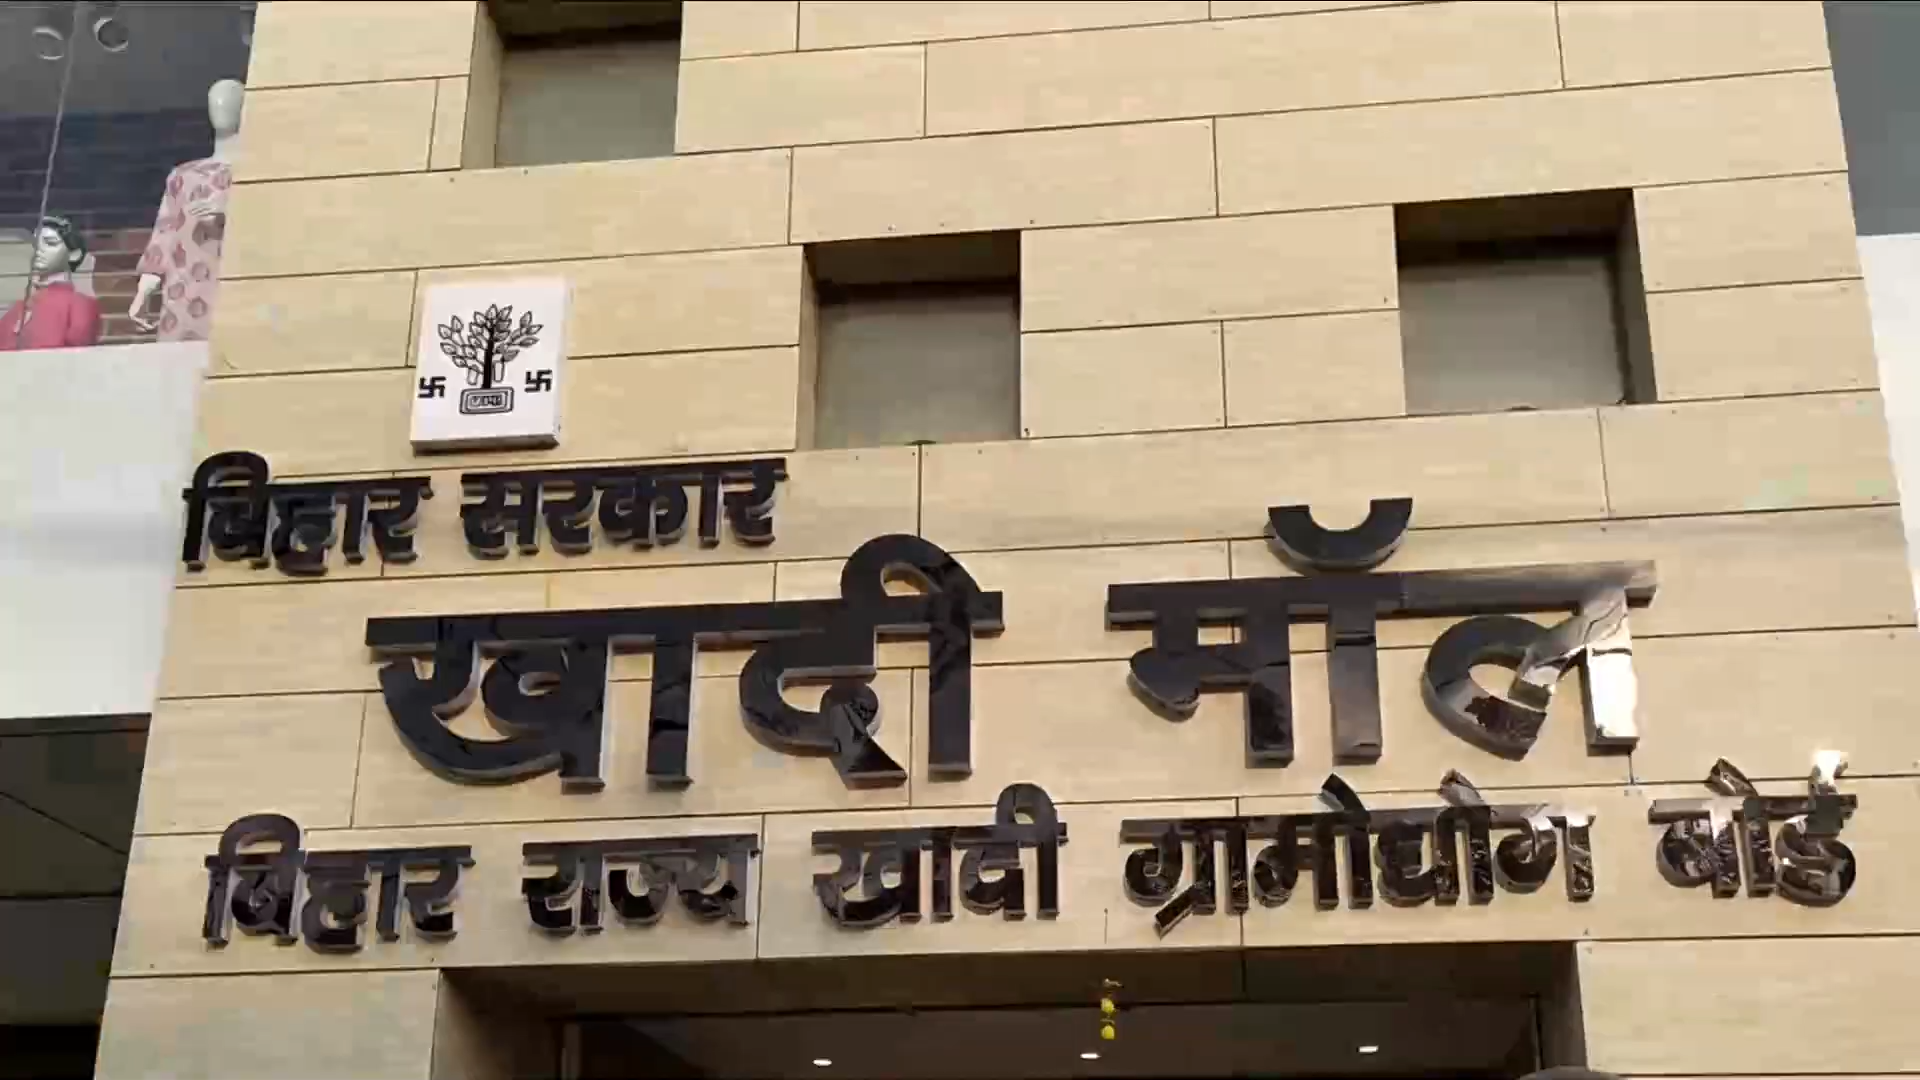 बिहार सरकार
खादी मॉल
बिहार राज्य खादी ग्रामोद्योग बोर्ड